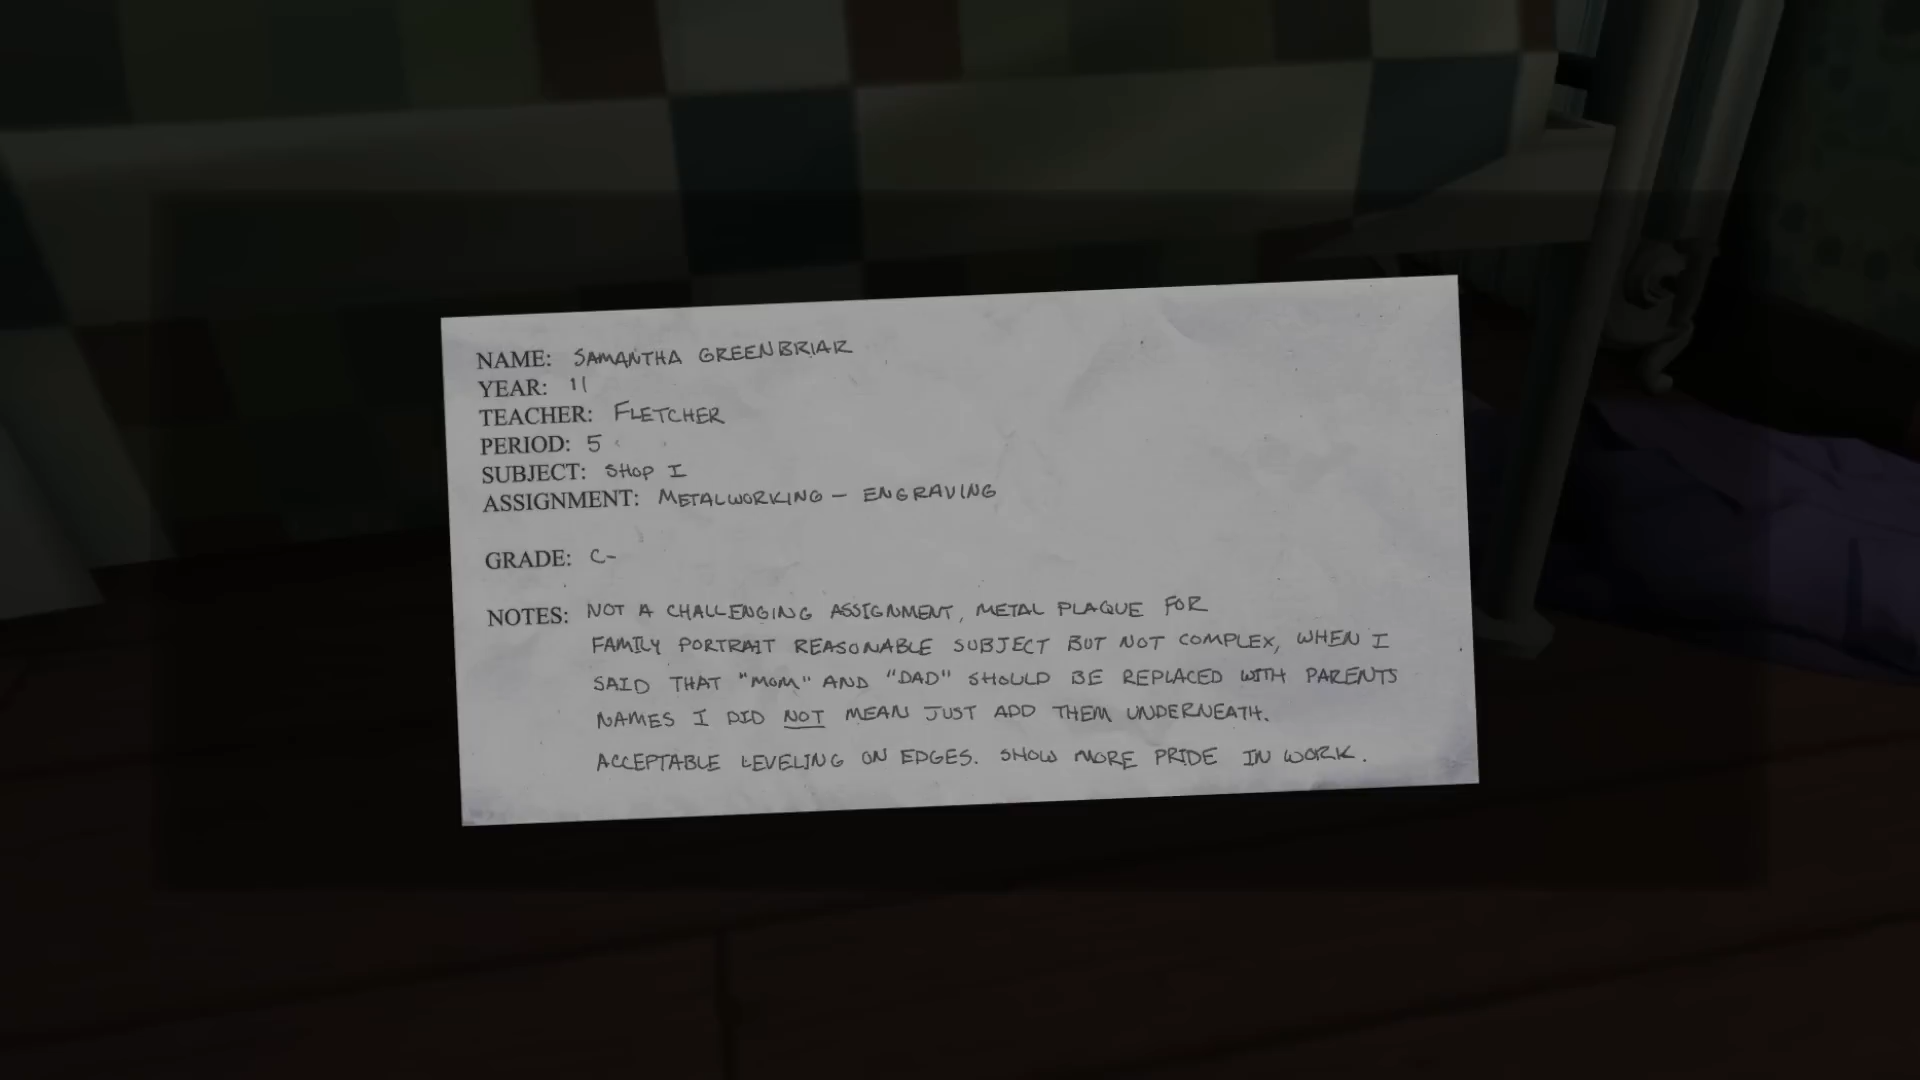 NAME: SAMANTHA GREENBRIAR
YEAR: 11
TEACHER: FLETCHER
PERIOD: 5
SUBJECT: SHOP I
ASSIGNMENT: METALWORKING - ENGRAVING
GRADE: C-
NOTES: NOT A CHALLENGING ASSIGNMENT, METAL PLAQUE FOR
FAMILY PORTRAIT REASONABLE SUBJECT BUT NOT COMPLEX, WHEN I
SAID THAT "MOM" AND "DAD" SHOULD BE REPLACED WITH PARENTS
NAMES I DID NOT MEAN JUST ADD THEM UNDERNEATH.
ACCEPTABLE LEVELING ON EDGES. SHOW MORE PRIDE IN WORK.